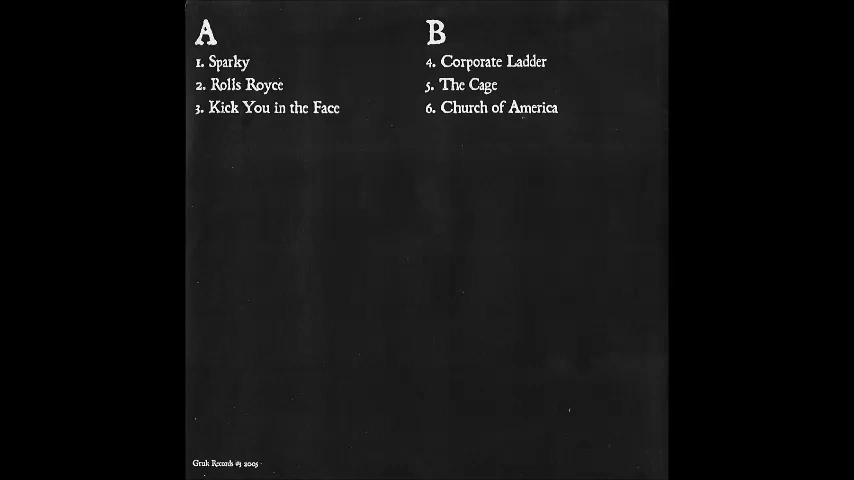 A
1. Sparky
2. Rolls Royce
3. Kick You in the Face
B
4. Corporate Ladder
5. The Cage
6. Church of America
Gruk Records #3 2005